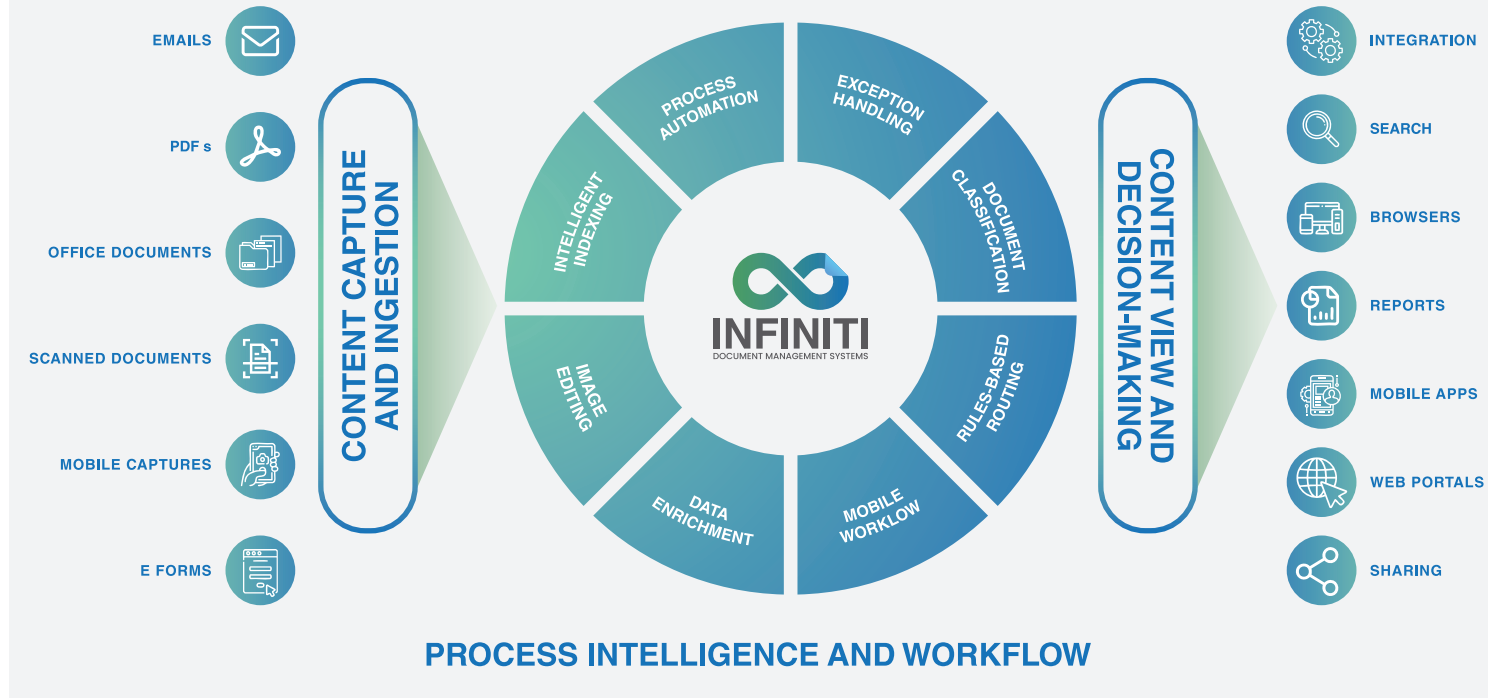 EMAILS
PDF s
OFFICE DOCUMENTS
SCANNED DOCUMENTS
MOBILE CAPTURES
E FORMS
CONTENT CAPTURE
AND INGESTION
PROCESS
AUTOMATION
EXCEPTION
HANDLING
DOCUMENT
CLASSIFICATION
RULES-BASED
ROUTING
MOBILE
WORKLOW
DATA
ENRICHMENT
IMAGE
EDITING
INTELLIGENT
INDEXING
INFINITI
DOCUMENT MANAGEMENT SYSTEMS
CONTENT VIEW AND
DECISION-MAKING
INTEGRATION
SEARCH
BROWSERS
REPORTS
MOBILE APPS
WEB PORTALS
SHARING
PROCESS INTELLIGENCE AND WORKFLOW